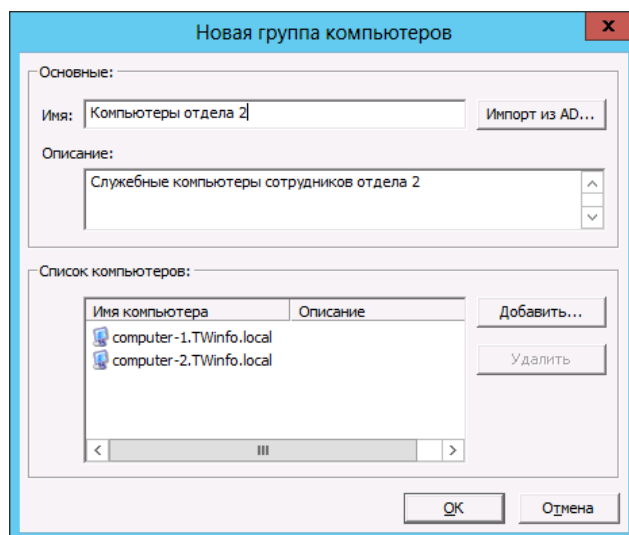 Новая группа компьютеров
x
Основные:
Имя: Компьютеры отдела 2 Импорт из AD...
Описание:
Служебные компьютеры сотрудников отдела 2
Список компьютеров:
Имя компьютера Описание Добавить...
computer-1.TWinfo.local
computer-2.TWinfo.local
Удалить
OK Отмена